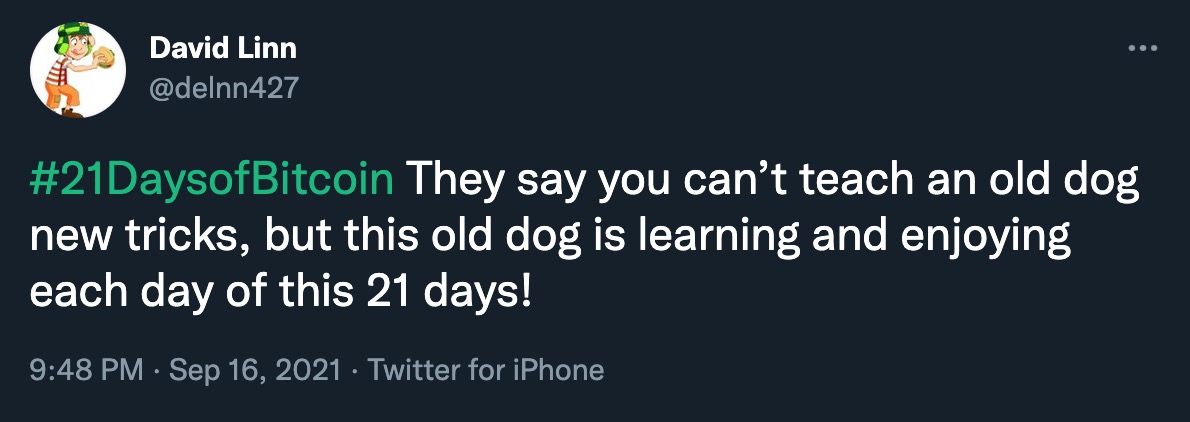 David Linn
@delnn427
#21DaysofBitcoin They say you can’t teach an old dog
new tricks, but this old dog is learning and enjoying
each day of this 21 days!
9:48 PM · Sep 16, 2021 · Twitter for iPhone